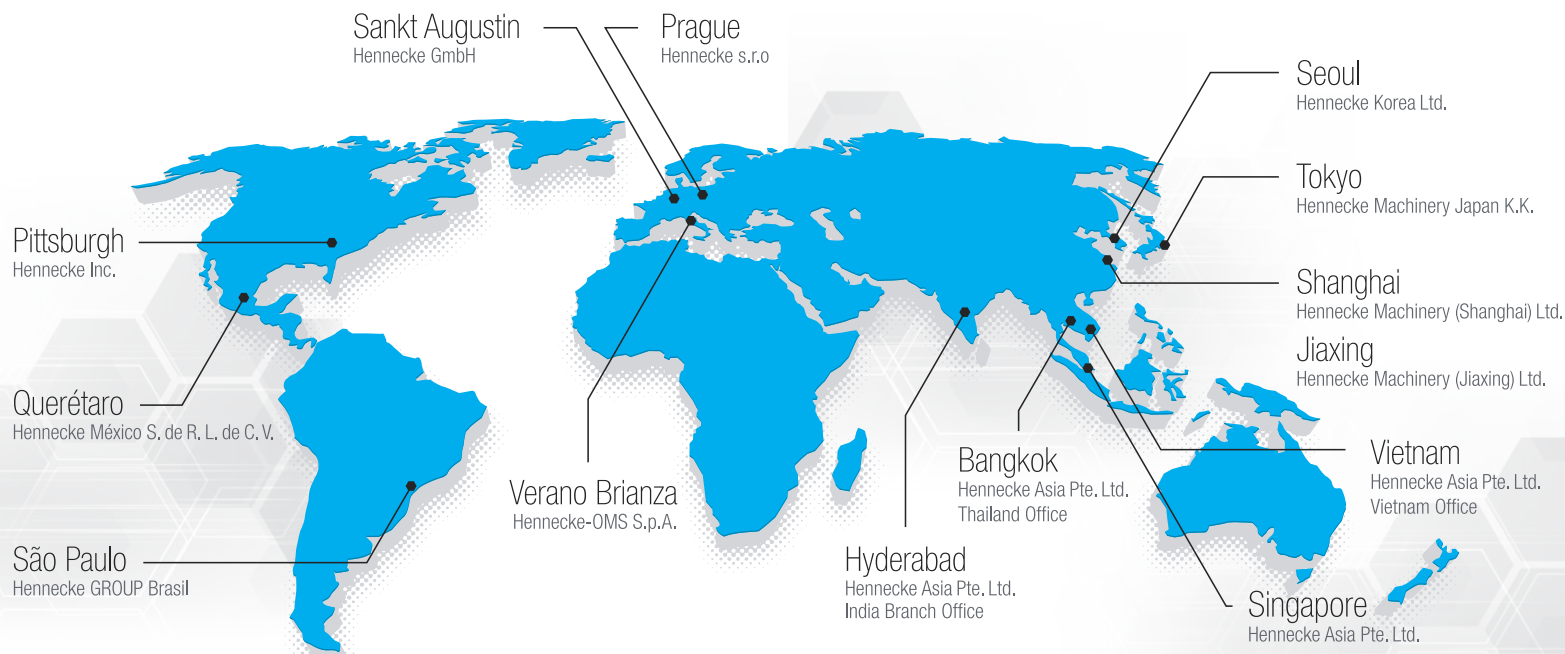 Sankt Augustin
Hennecke GmbH
Prague
Hennecke s.r.o
Seoul
Hennecke Korea Ltd.
Tokyo
Hennecke Machinery Japan K.K.
Pittsburgh
Hennecke Inc.
Shanghai
Hennecke Machinery (Shanghai) Ltd.
Jiaxing
Hennecke Machinery (Jiaxing) Ltd.
Querétaro
Hennecke México S. de R. L. de C. V.
Verano Brianza
Hennecke-OMS S.p.A.
Bangkok
Hennecke Asia Pte. Ltd.
Thailand Office
Vietnam
Hennecke Asia Pte. Ltd.
Vietnam Office
São Paulo
Hennecke GROUP Brasil
Hyderabad
Hennecke Asia Pte. Ltd.
India Branch Office
Singapore
Hennecke Asia Pte. Ltd.